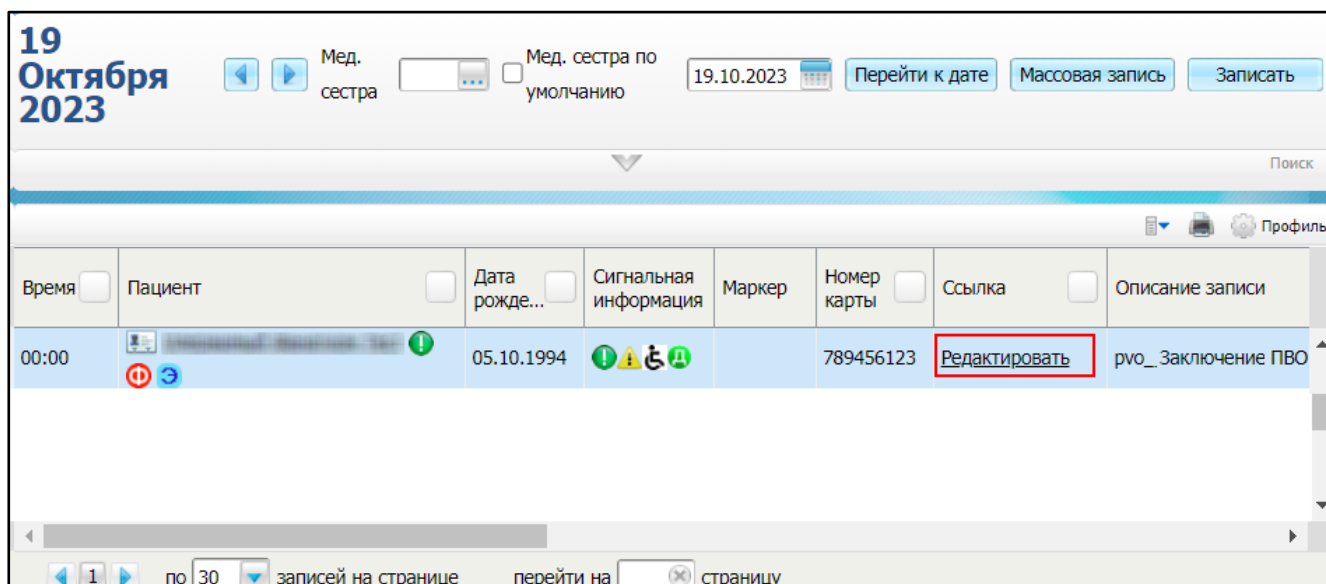 19
Октября
2023
Мед.
сестра
...
Мед. сестра по
умолчанию
19.10.2023
Перейти к дате
Массовая запись
Записать
Поиск
Профиль
Время
Пациент
Дата
рожде...
Сигнальная
информация
Маркер
Номер
карты
Ссылка
Описание записи
00:00
Ф Э
05.10.1994
789456123
Редактировать
pvo_ Заключение ПВО
1
по 30 записей на странице
перейти на
страницу